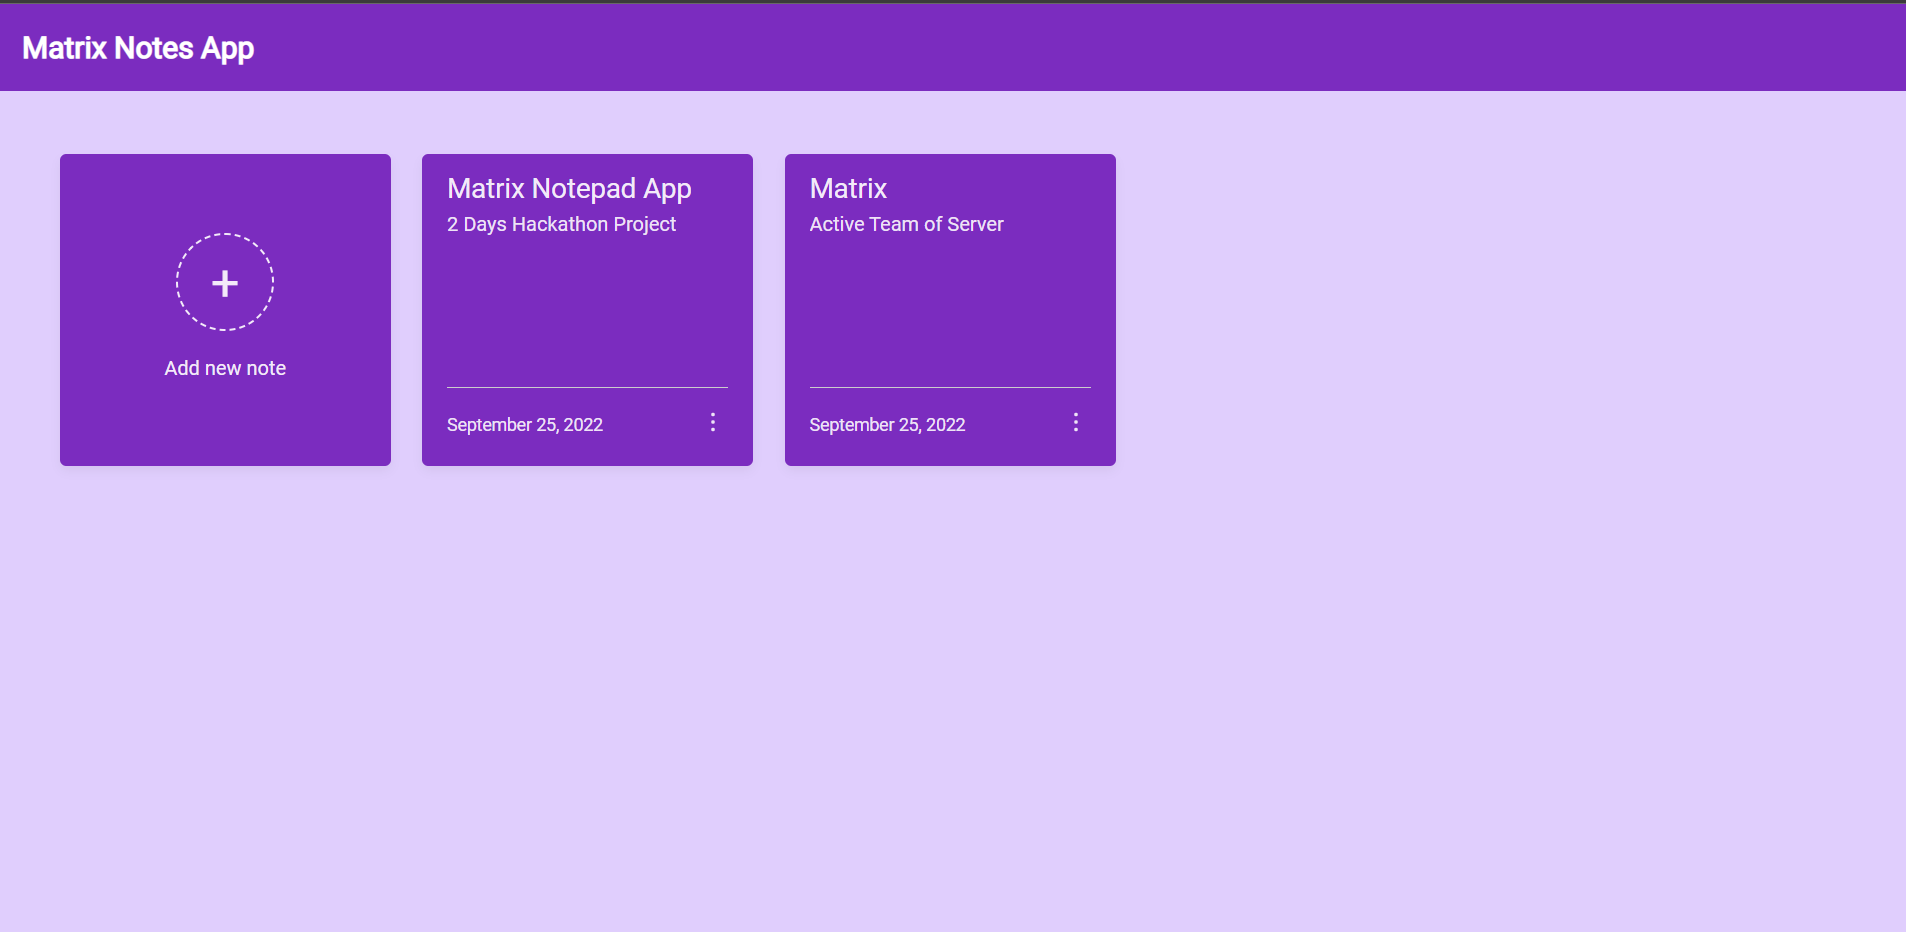 Matrix Notes App
+
Add new note
Matrix Notepad App
2 Days Hackathon Project
September 25, 2022
Matrix
Active Team of Server
September 25, 2022